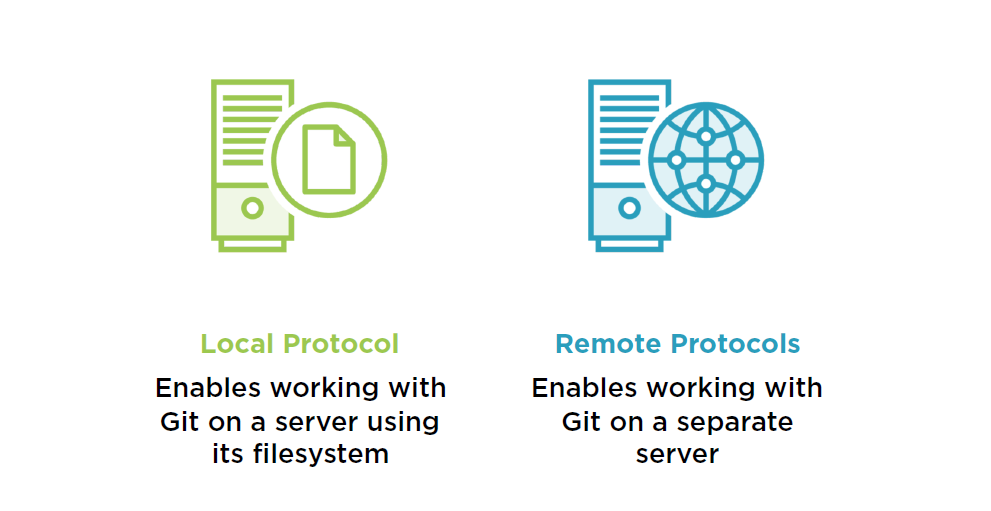 Local Protocol
Enables working with
Git on a server using
its filesystem
Remote Protocols
Enables working with
Git on a separate
server